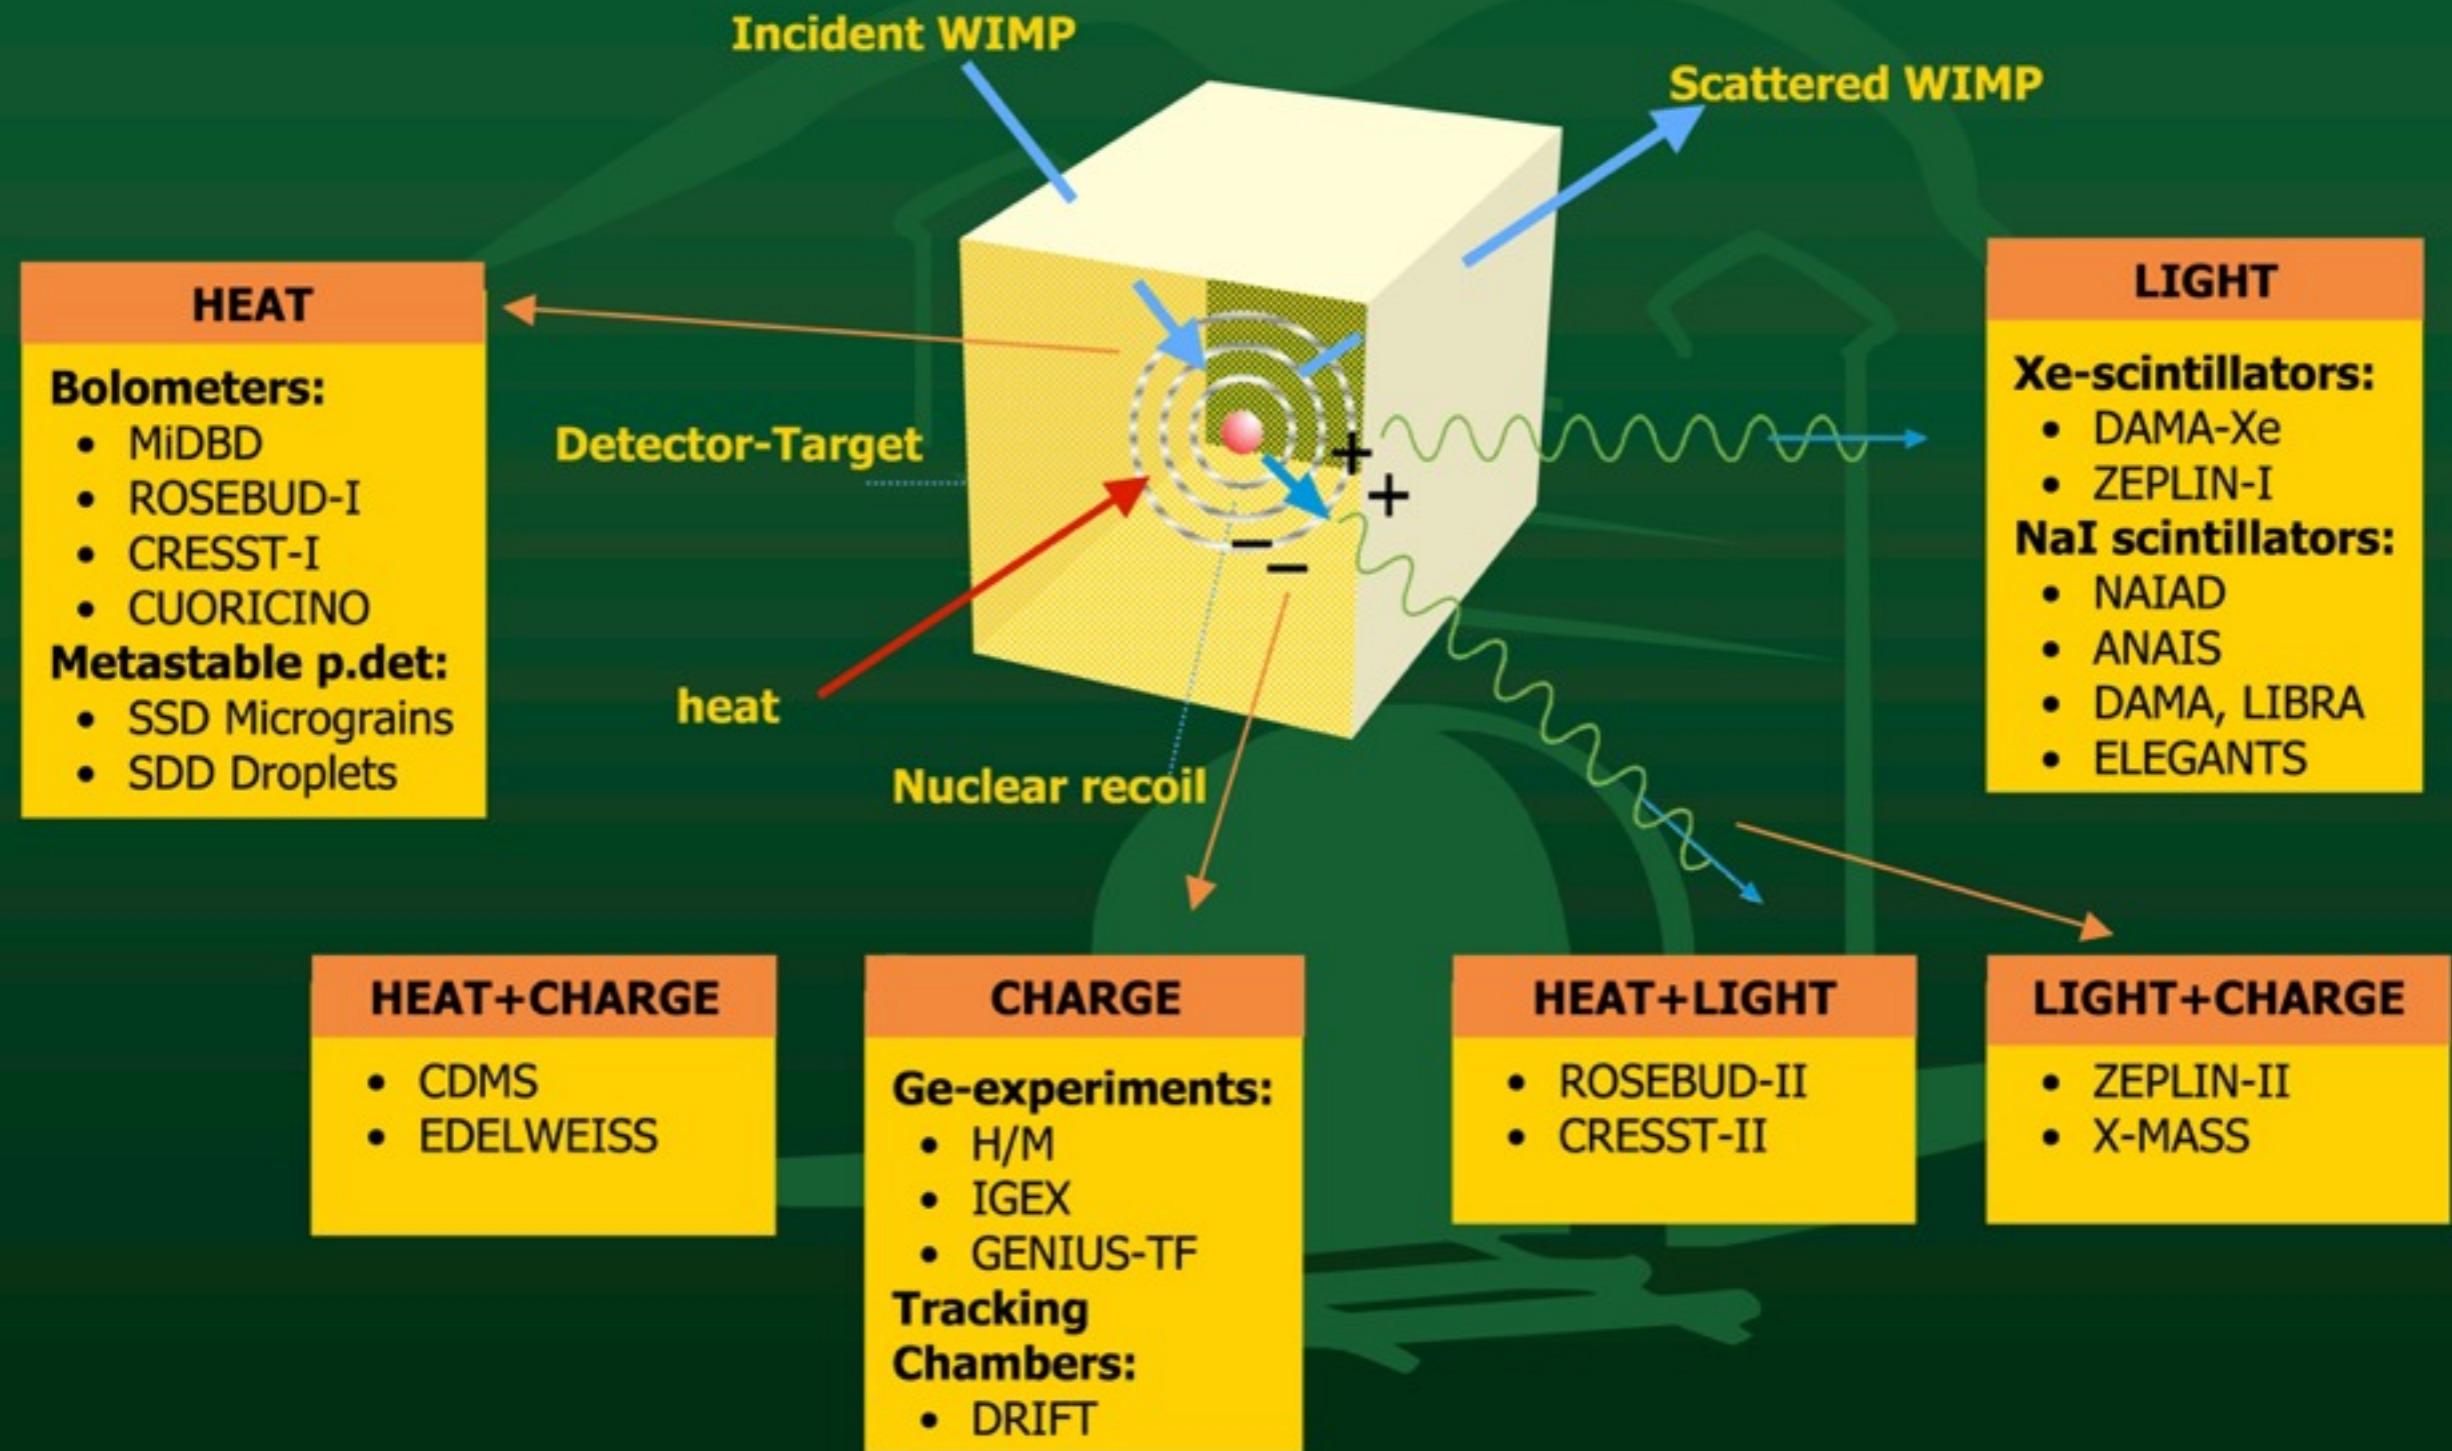 Incident WIMP
Scattered WIMP
HEAT
Bolometers:
• MiDBD
• ROSEBUD-I
• CRESST-I
• CUORICINO
Metastable p.det:
• SSD Micrograins
• SDD Droplets
Detector-Target
heat
Nuclear recoil
+
+
−
−
LIGHT
Xe-scintillators:
• DAMA-Xe
• ZEPLIN-I
NaI scintillators:
• NAIAD
• ANAIS
• DAMA, LIBRA
• ELEGANTS
HEAT+CHARGE
• CDMS
• EDELWEISS
CHARGE
Ge-experiments:
• H/M
• IGEX
• GENIUS-TF
Tracking
Chambers:
• DRIFT
HEAT+LIGHT
• ROSEBUD-II
• CRESST-II
LIGHT+CHARGE
• ZEPLIN-II
• X-MASS